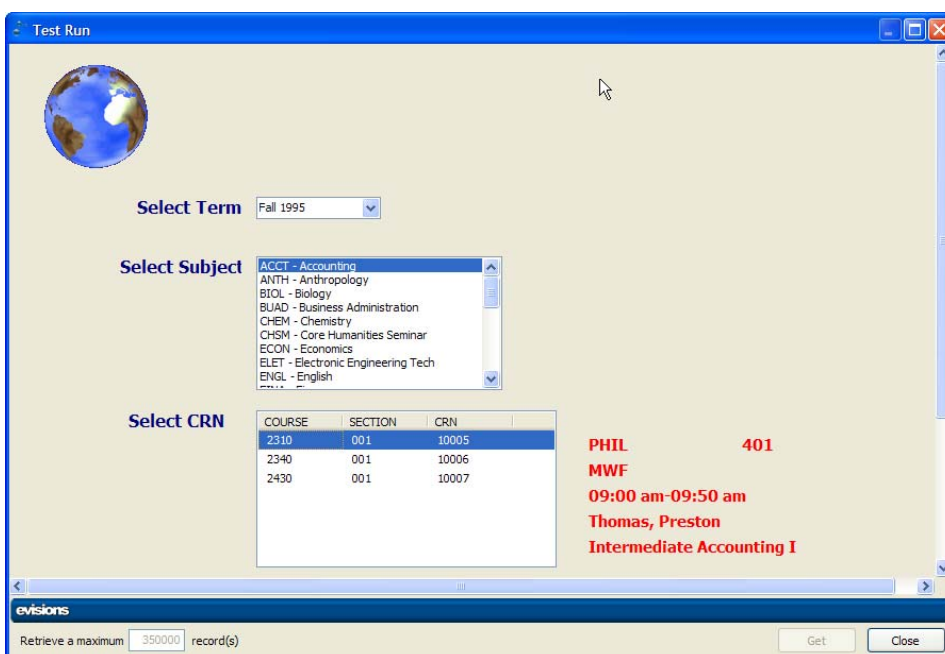 Test Run
Select Term Fall 1995
Select Subject
ACCT - Accounting
ANTH - Anthropology
BIOL - Biology
BUAD - Business Administration
CHEM - Chemistry
CHSM - Core Humanities Seminar
ECON - Economics
ELET - Electronic Engineering Tech
ENGL - English
Select CRN
COURSE SECTION CRN
2310 001 10005
2340 001 10006
2430 001 10007
PHIL 401
MWF
09:00 am-09:50 am
Thomas, Preston
Intermediate Accounting I
evisions
Retrieve a maximum 350000 record(s)
Get Close